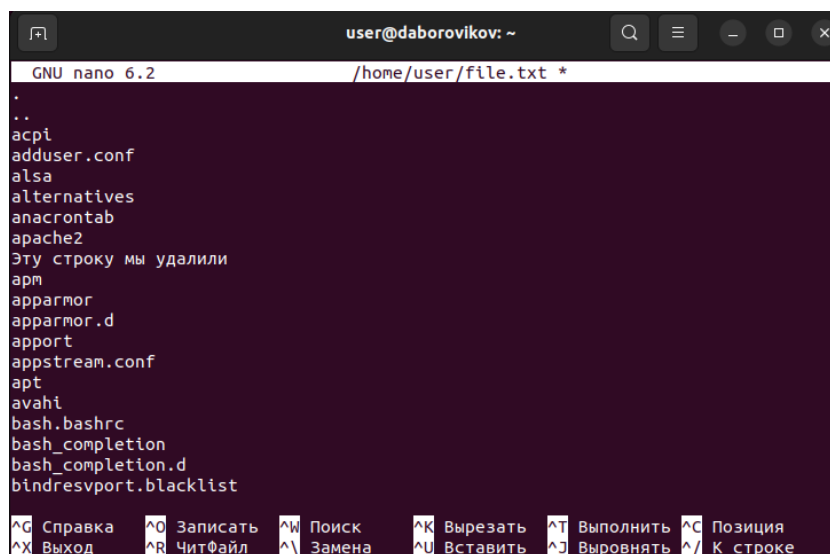 user@daborovikov: ~
GNU nano 6.2 /home/user/file.txt *
.
..
acpi
adduser.conf
alsa
alternatives
anacrontab
apache2
Эту строку мы удалили
apm
apparmor
apparmor.d
apport
appstream.conf
apt
avahi
bash.bashrc
bash_completion
bash_completion.d
bindresvport.blacklist
^G Справка ^O Записать ^W Поиск ^K Вырезать ^T Выполнить ^C Позиция
^X Выход ^R ЧитФайл ^\ Замена ^U Вставить ^J Выровнять ^/ К строке